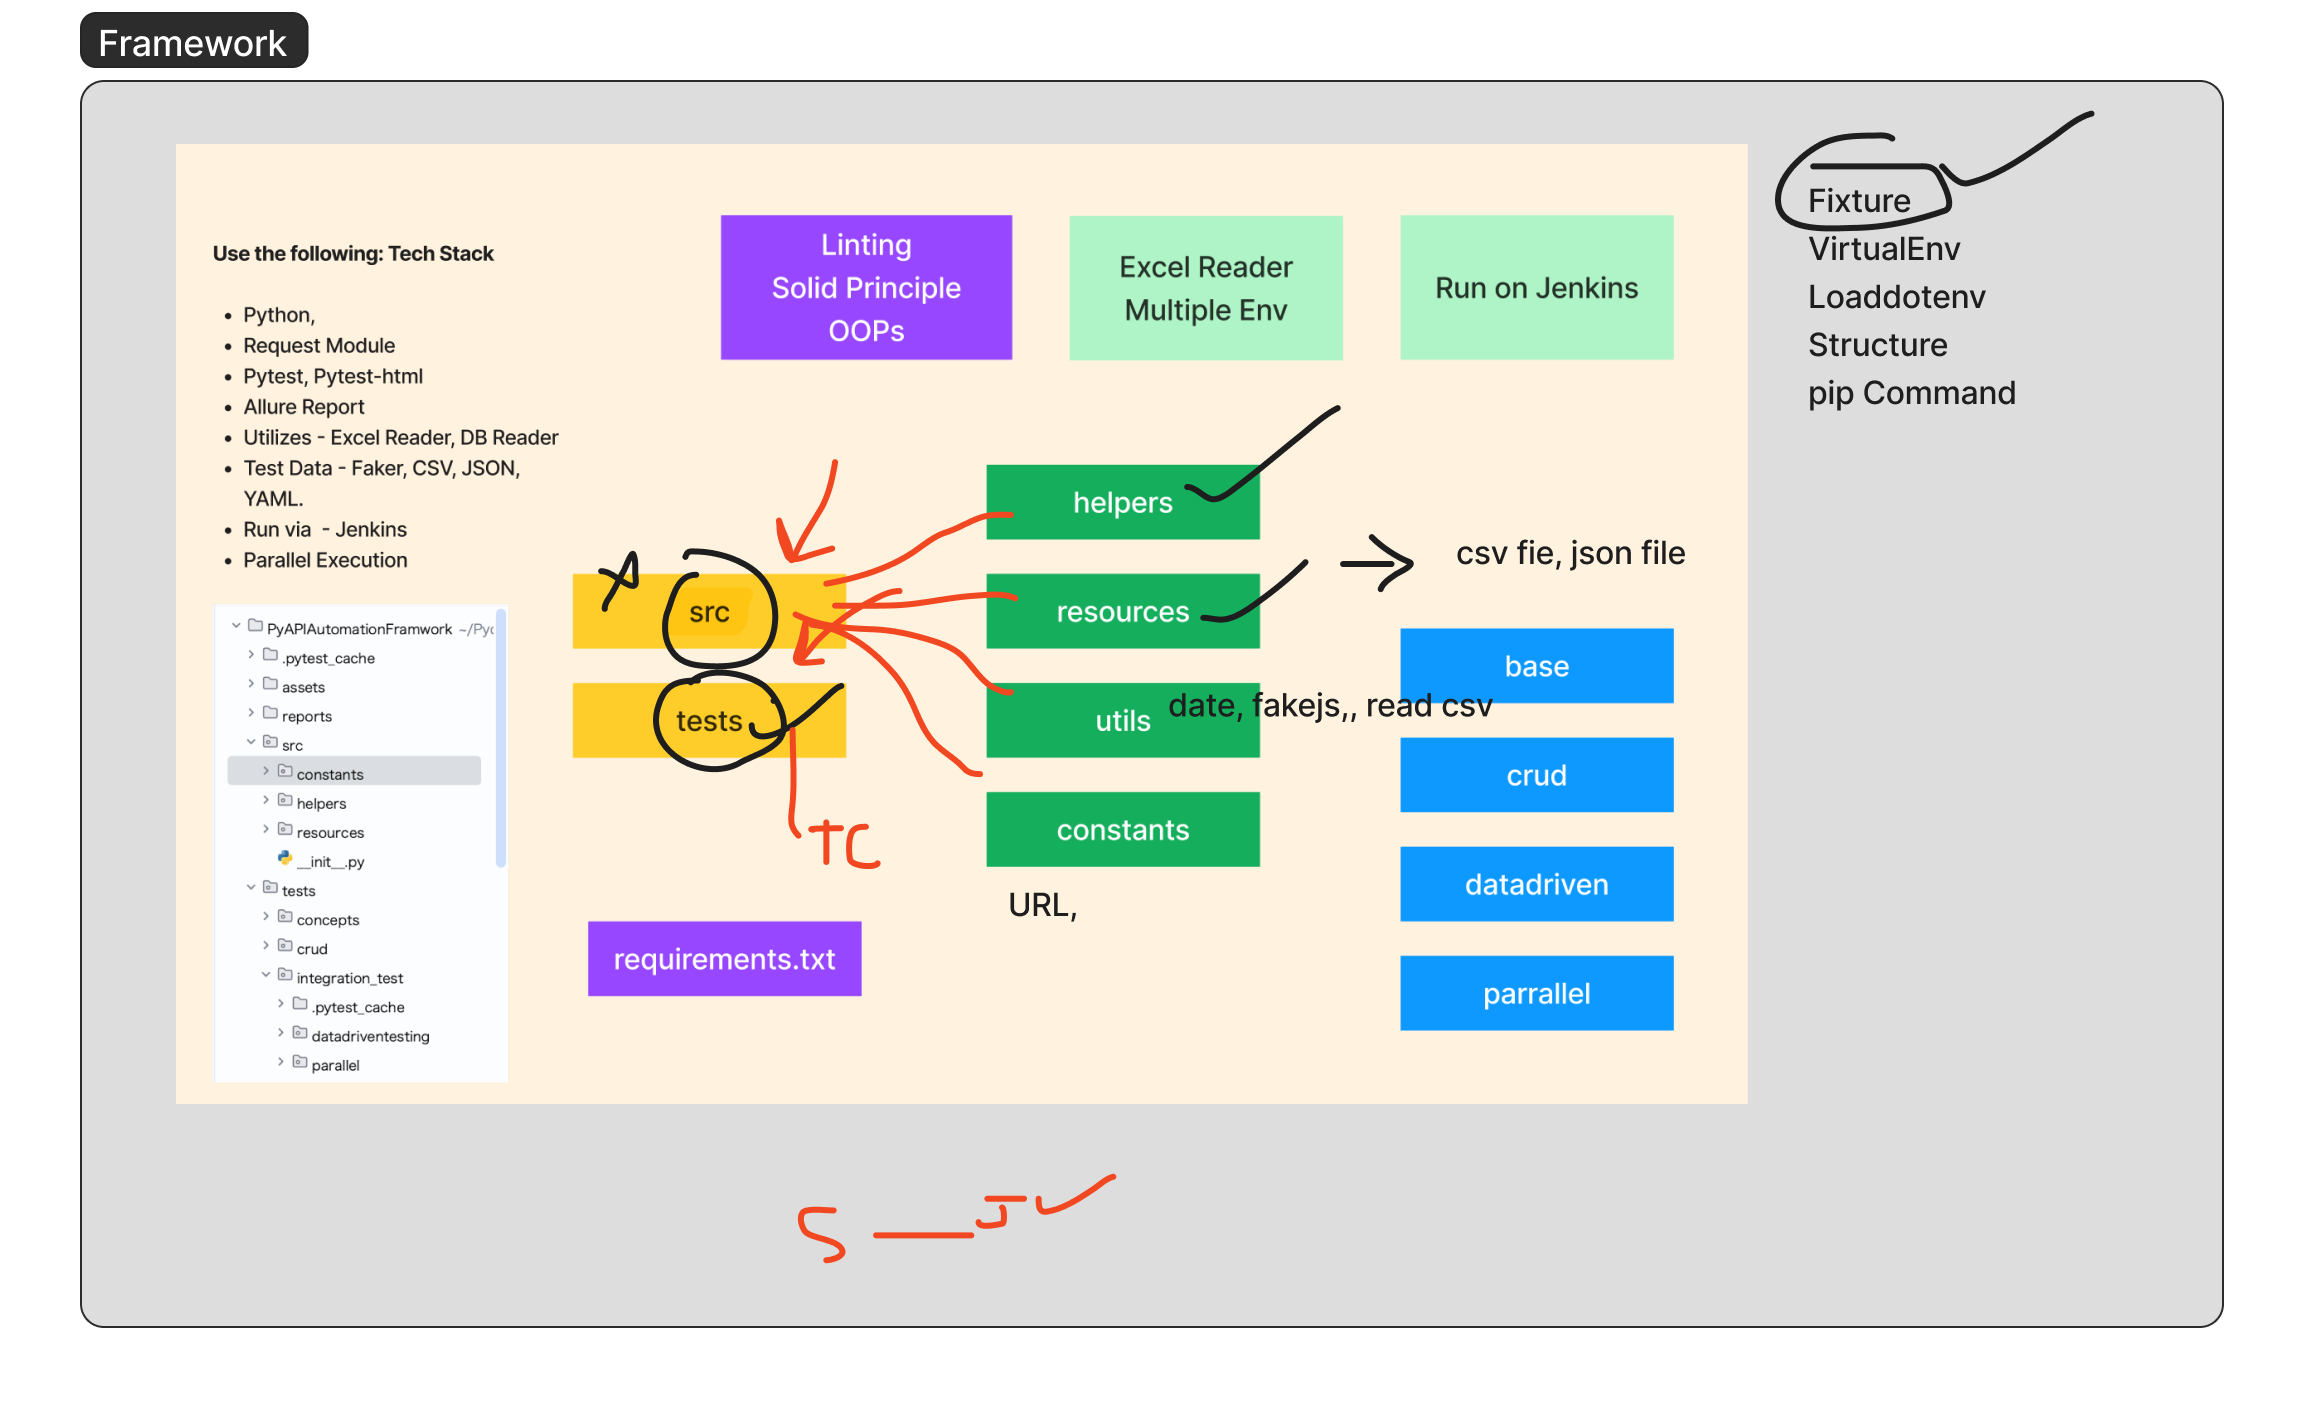 Framework
Use the following: Tech Stack
Python,
Request Module
Pytest, Pytest-html
Allure Report
Utilizes - Excel Reader, DB Reader
Test Data - Faker, CSV, JSON,
YAML.
Run via  - Jenkins
Parallel Execution
Linting
Solid Principle
OOPs
Excel Reader
Multiple Env
Run on Jenkins
Fixture
VirtualEnv
Loaddotenv
Structure
pip Command
PyAPIAutomationFramwork ~/Pyc
.pytest_cache
assets
reports
src
constants
helpers
resources
__init__.py
tests
concepts
crud
integration_test
.pytest_cache
datadriventesting
parallel
src
tests
TC
requirements.txt
helpers
resources
utils
constants
URL,
csv fie, json file
date, fakejs,, read csv
base
crud
datadriven
parrallel